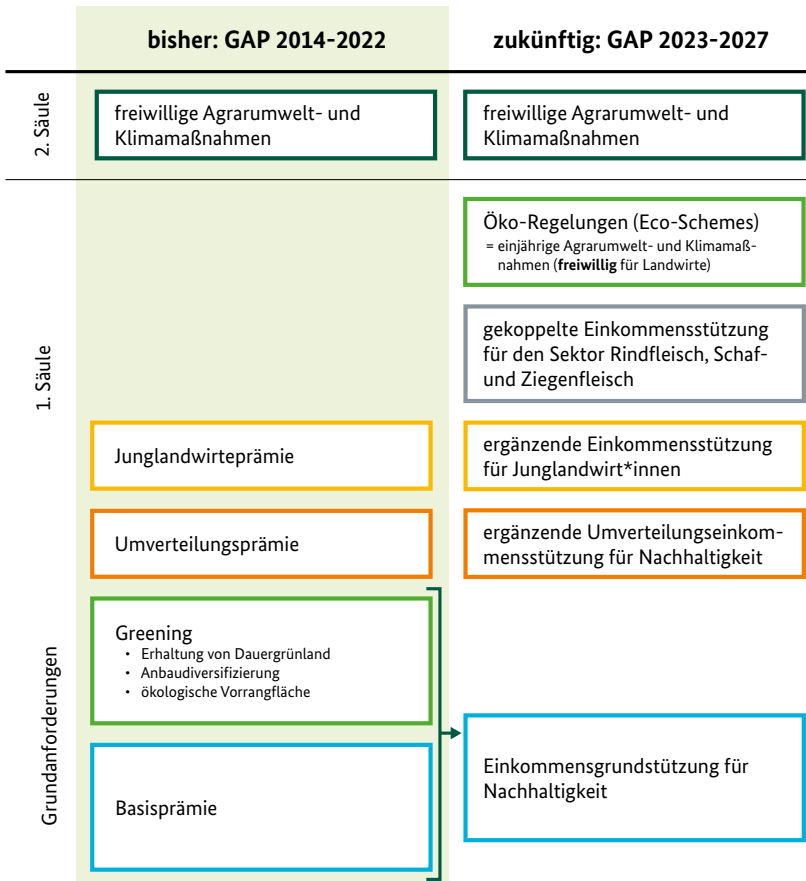 bisher: GAP 2014-2022
zukünftig: GAP 2023-2027
2. Säule
freiwillige Agrarumwelt- und
Klimamaßnahmen
freiwillige Agrarumwelt- und
Klimamaßnahmen
1. Säule
Öko-Regelungen (Eco-Schemes)
= einjährige Agrarumwelt- und Klimamaß-
nahmen (freiwillig für Landwirte)
gekoppelte Einkommensstützung
für den Sektor Rindfleisch, Schaf-
und Ziegenfleisch
Junglandwirteprämie
ergänzende Einkommensstützung
für Junglandwirt*innen
Umverteilungsprämie
ergänzende Umverteilungseinkom-
mensstützung für Nachhaltigkeit
Grundanforderungen
Greening
• Erhaltung von Dauergrünland
• Anbaudiversifizierung
• ökologische Vorrangfläche
Basisprämie
Einkommensgrundstützung für
Nachhaltigkeit